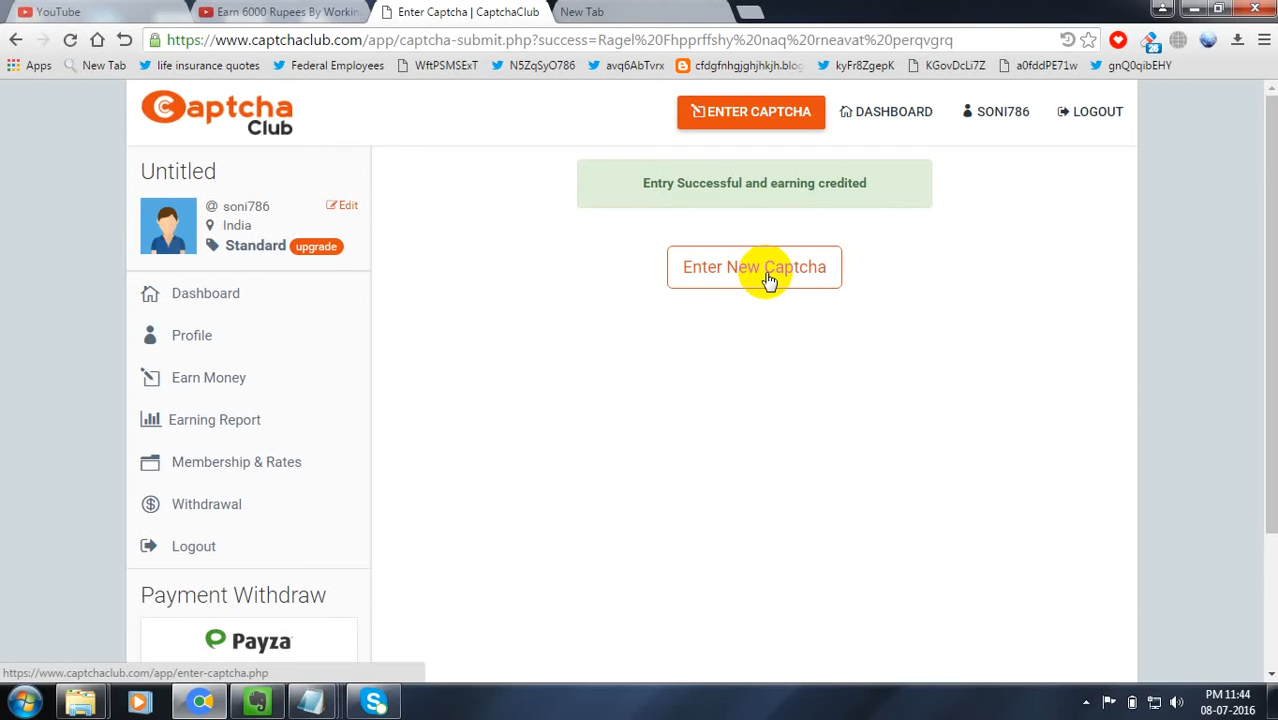 YouTube
Earn 6000 Rupees By Workin
Enter Captcha | CaptchaClub
New Tab
https://www.captchaclub.com/app/captcha-submit.php?success=Ragel%20Fhpprffshy%20naq%20rneavat%20perqvgrq
26
Apps
New Tab
life insurance quotes
Federal Employees
WftPSMSExT
N5ZqSyO786
avq6AbTvrx
cfdgfnhgjghjhkjh.blog
kyFr8ZgepK
KGovDcLi7Z
a0fddPE71w
gnQ0qibEHY
Captcha
Club
ENTER CAPTCHA
DASHBOARD
SONI786
LOGOUT
Untitled
@ soni786
Edit
India
Standard
upgrade
Entry Successful and earning credited
Enter New Captcha
Dashboard
Profile
Earn Money
Earning Report
Membership & Rates
Withdrawal
Logout
Payment Withdraw
Payza
https://www.captchaclub.com/app/enter-captcha.php
PM 11:44
08-07-2016